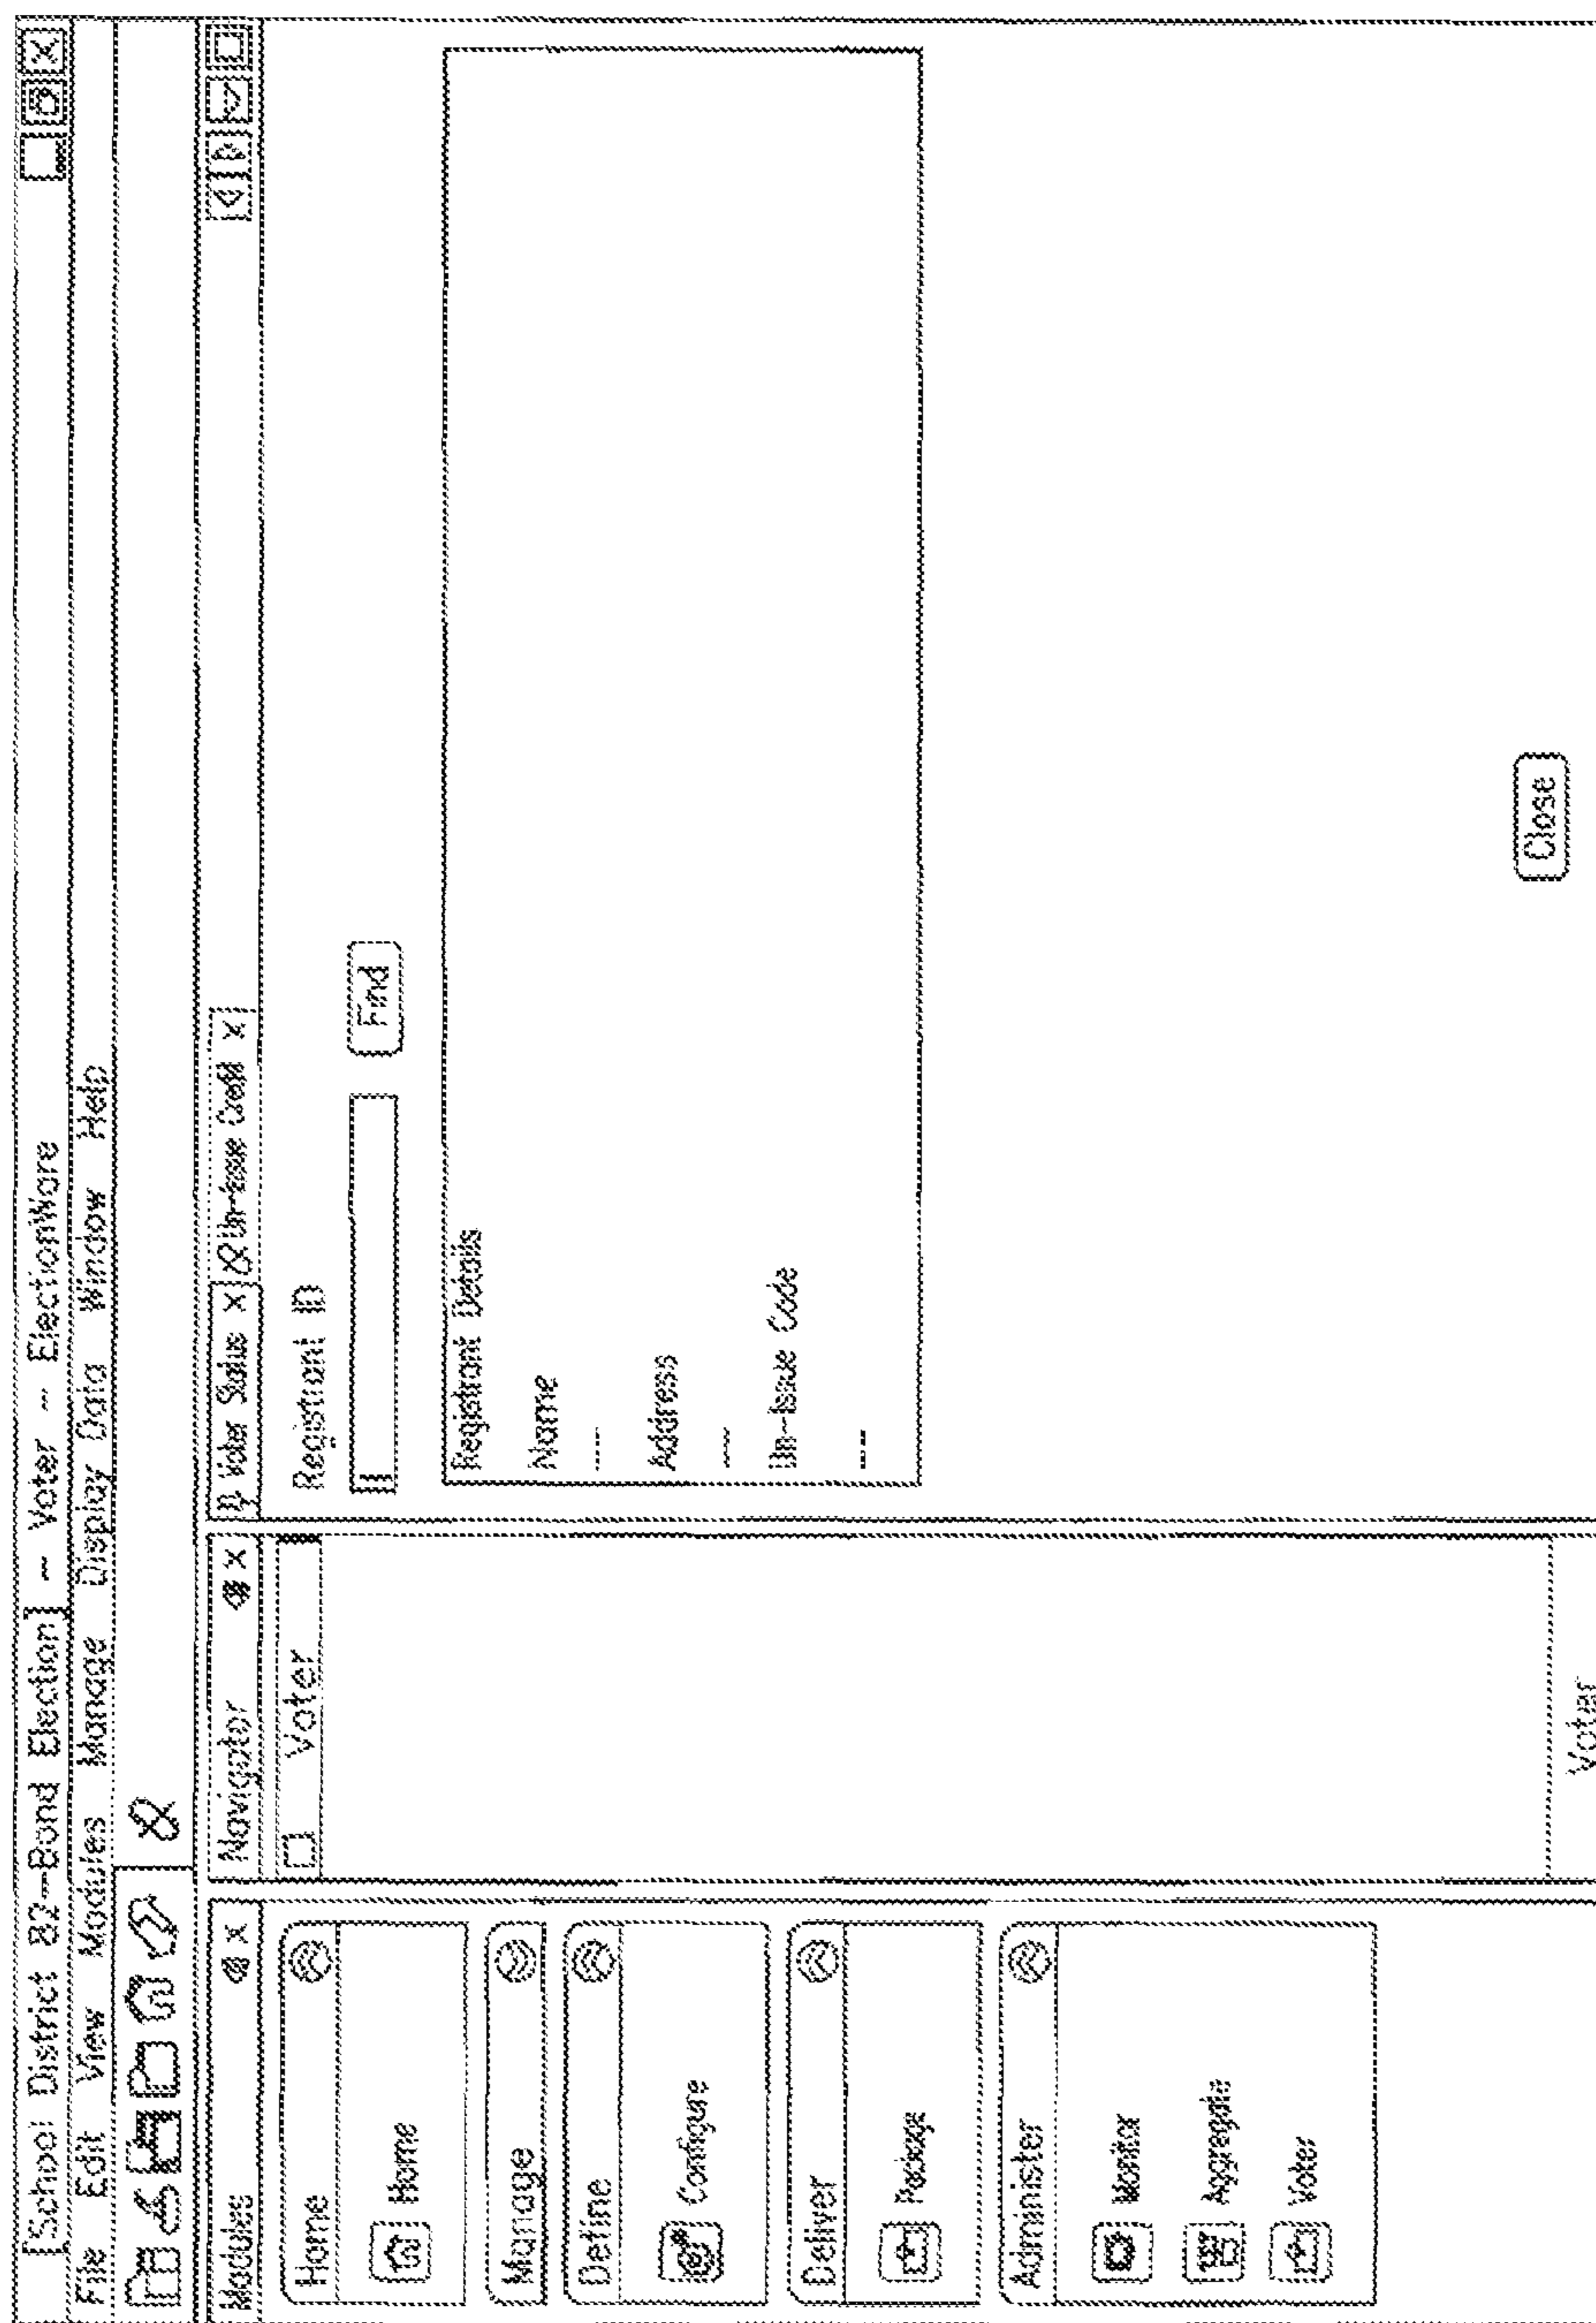 [School District 82-Bond Election] - Voter - ElectionWare
File Edit View Modules Manage Display Data Window Help
Modules x
Home
Home
Manage
Define
Configure
Deliver
Package
Administer
Monitor
Aggregate
Voter
Navigator x
Voter
Voter
Voter Status x Un-Issue Credit x
Registrant ID
Find
Registrant Details
Name
Address
Un-Issue Code
Close